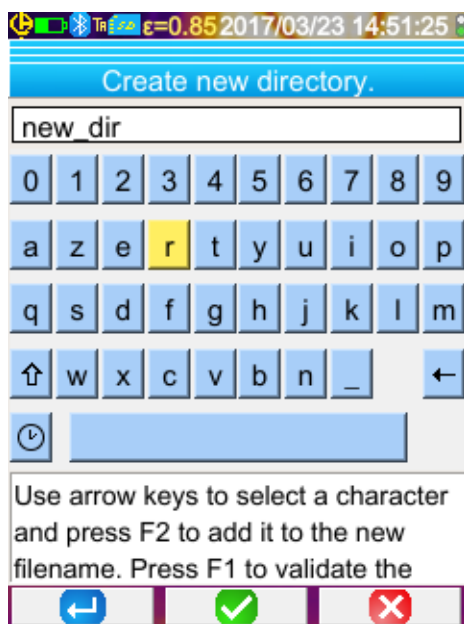 ε=0.85 2017/03/23 14:51:25
Create new directory.
new_dir
0 1 2 3 4 5 6 7 8 9
a z e r t y u i o p
q s d f g h j k l m
w x c v b n _
Use arrow keys to select a character
and press F2 to add it to the new
filename. Press F1 to validate the